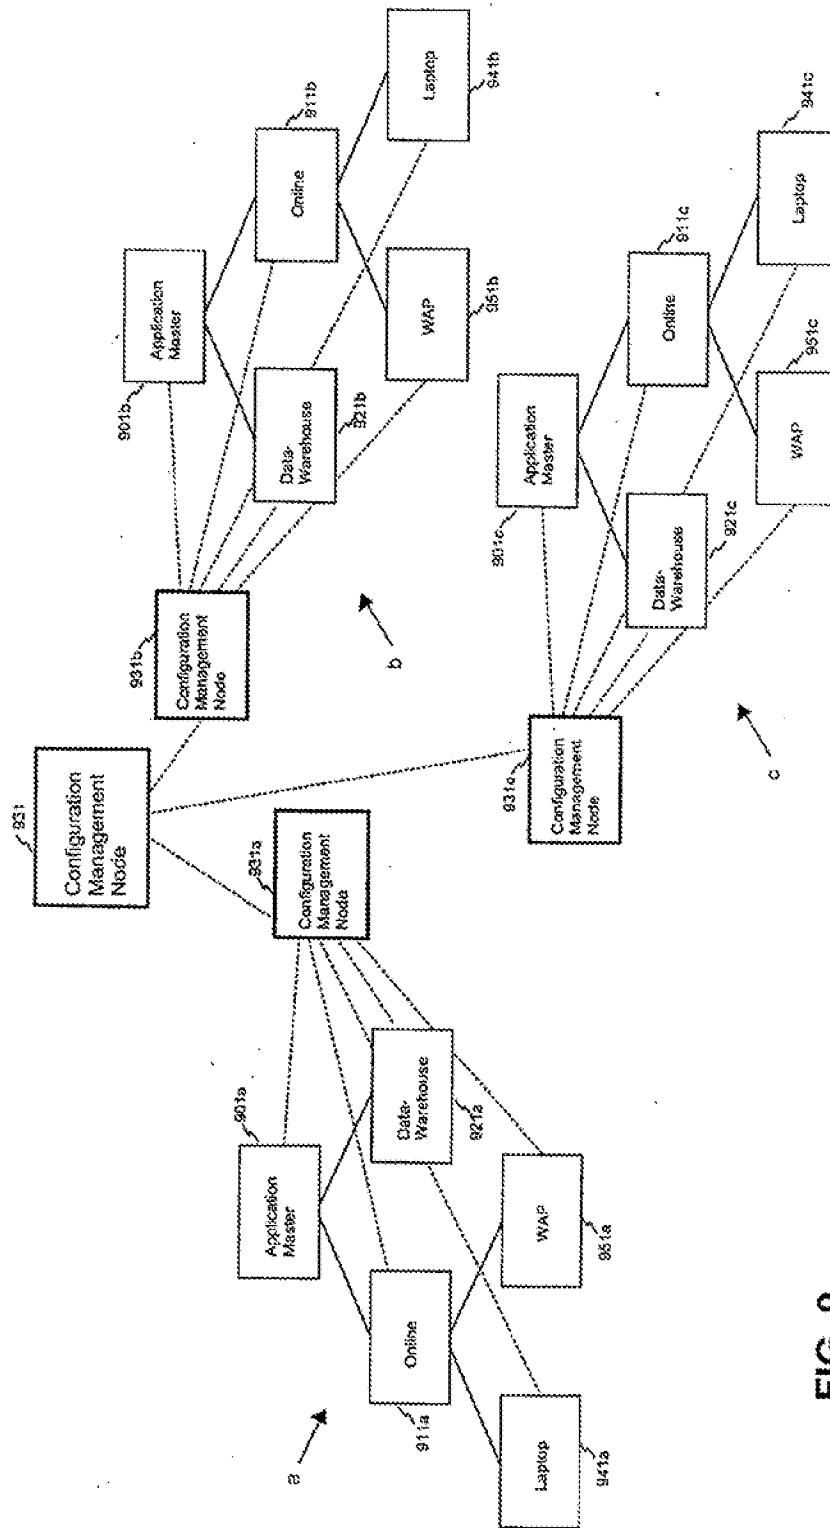 931
Configuration
Management
Node
931b
Configuration
Management
Node
901b
Application
Master
911b
Online
Data-
Warehouse
921b
WAP
951b
Laptop
941b
b
901a
Application
Master
931a
Configuration
Management
Node
Online
911a
Data-
Warehouse
921a
a
Laptop
941a
WAP
951a
931c
Configuration
Management
Node
901c
Application
Master
911c
Online
Data-
Warehouse
921c
951c
WAP
Laptop
941c
c
FIG. 9